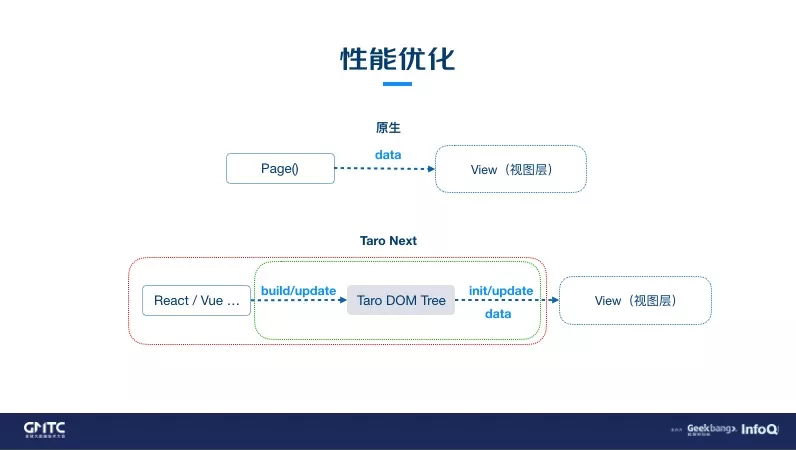 性能优化
原生
Page()
data
View（视图层）
Taro Next
React / Vue …
build/update
Taro DOM Tree
init/update
data
View（视图层）
GMTC
Geekbang>.
InfoQ